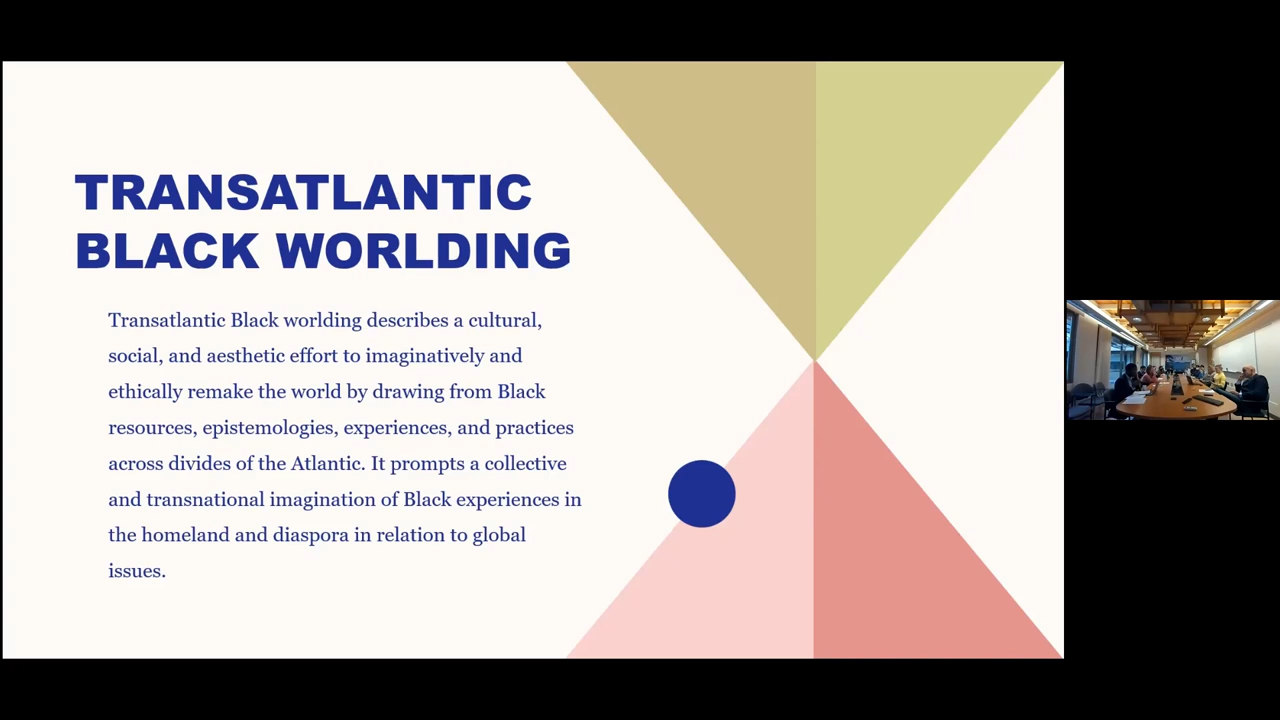 TRANSATLANTIC
BLACK WORLDING
Transatlantic Black worlding describes a cultural,
social, and aesthetic effort to imaginatively and
ethically remake the world by drawing from Black
resources, epistemologies, experiences, and practices
across divides of the Atlantic. It prompts a collective
and transnational imagination of Black experiences in
the homeland and diaspora in relation to global
issues.